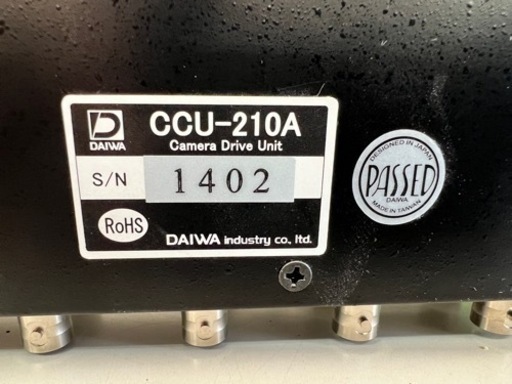 DAIWA
CCU-210A
Camera Drive Unit
S/N 1402
RoHS
DAIWA industry co., ltd.
DESIGNED IN JAPAN
PASSED
DAIWA
MADE IN TAIWAN